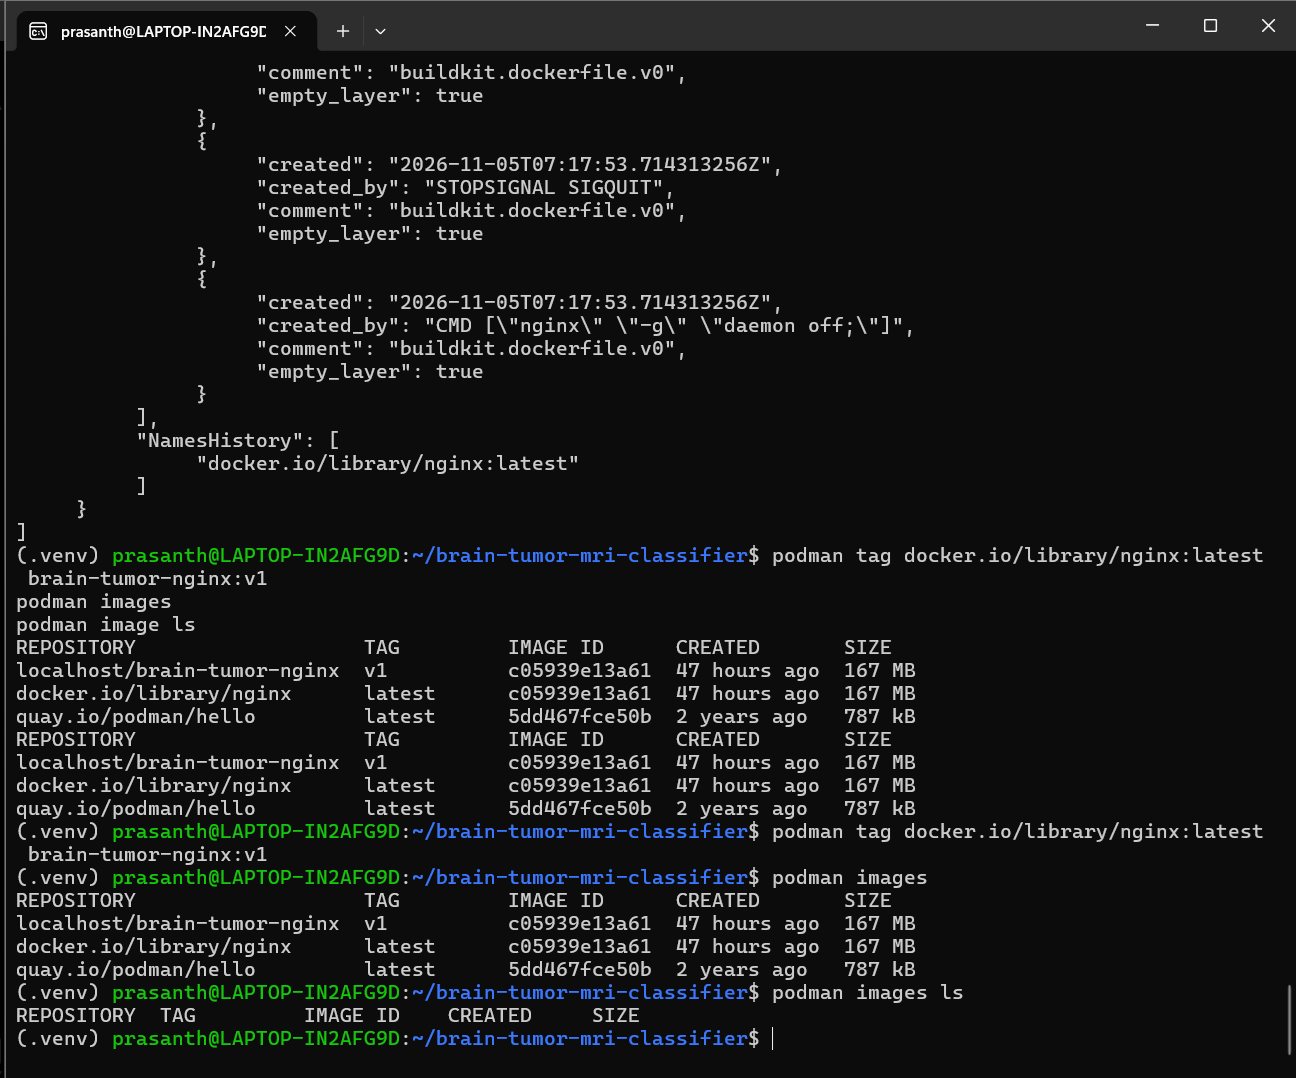 prasanth@LAPTOP-IN2AFG9D
"comment": "buildkit.dockerfile.v0",
"empty_layer": true
},
{
"created": "2026-11-05T07:17:53.714313256Z",
"created_by": "STOPSIGNAL SIGQUIT",
"comment": "buildkit.dockerfile.v0",
"empty_layer": true
},
{
"created": "2026-11-05T07:17:53.714313256Z",
"created_by": "CMD [\"nginx\" \"-g\" \"daemon off;\"]",
"comment": "buildkit.dockerfile.v0",
"empty_layer": true
}
],
"NamesHistory": [
"docker.io/library/nginx:latest"
]
}
]
(.venv) prasanth@LAPTOP-IN2AFG9D:~/brain-tumor-mri-classifier$ podman tag docker.io/library/nginx:latest
brain-tumor-nginx:v1
podman images
podman image ls
REPOSITORY TAG IMAGE ID CREATED SIZE
localhost/brain-tumor-nginx v1 c05939e13a61 47 hours ago 167 MB
docker.io/library/nginx latest c05939e13a61 47 hours ago 167 MB
quay.io/podman/hello latest 5dd467fce50b 2 years ago 787 kB
REPOSITORY TAG IMAGE ID CREATED SIZE
localhost/brain-tumor-nginx v1 c05939e13a61 47 hours ago 167 MB
docker.io/library/nginx latest c05939e13a61 47 hours ago 167 MB
quay.io/podman/hello latest 5dd467fce50b 2 years ago 787 kB
(.venv) prasanth@LAPTOP-IN2AFG9D:~/brain-tumor-mri-classifier$ podman tag docker.io/library/nginx:latest
brain-tumor-nginx:v1
(.venv) prasanth@LAPTOP-IN2AFG9D:~/brain-tumor-mri-classifier$ podman images
REPOSITORY TAG IMAGE ID CREATED SIZE
localhost/brain-tumor-nginx v1 c05939e13a61 47 hours ago 167 MB
docker.io/library/nginx latest c05939e13a61 47 hours ago 167 MB
quay.io/podman/hello latest 5dd467fce50b 2 years ago 787 kB
(.venv) prasanth@LAPTOP-IN2AFG9D:~/brain-tumor-mri-classifier$ podman images ls
REPOSITORY TAG IMAGE ID CREATED SIZE
(.venv) prasanth@LAPTOP-IN2AFG9D:~/brain-tumor-mri-classifier$